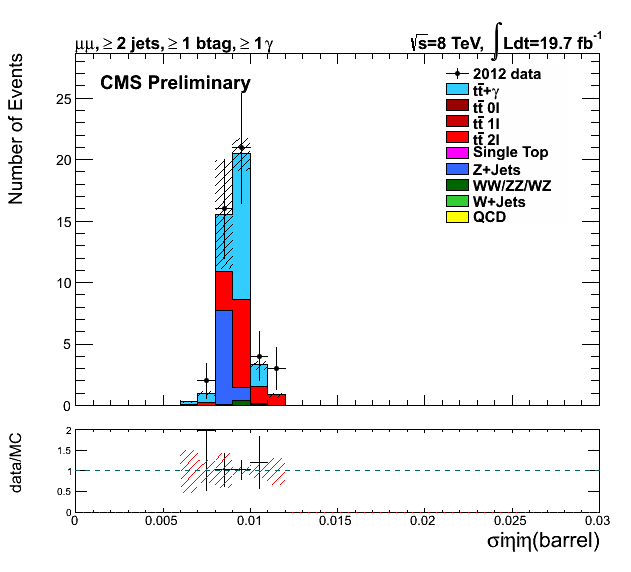 μμ, ≥ 2 jets, ≥ 1 btag, ≥ 1 γ
√s=8 TeV, ∫ Ldt=19.7 fb⁻¹
CMS Preliminary
2012 data
tt̄+γ
tt̄ 0l
tt̄ 1l
tt̄ 2l
Single Top
Z+Jets
WW/ZZ/WZ
W+Jets
QCD
Number of Events
25
20
15
10
5
0
data/MC
2
1.5
1
0.5
0
0 0.005 0.01 0.015 0.02 0.025 0.03
σiηiη(barrel)